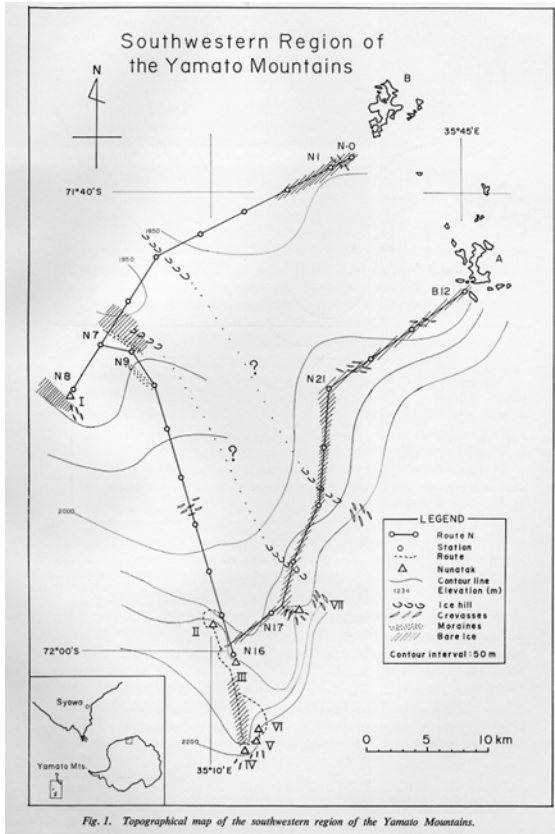 Southwestern Region of
the Yamato Mountains
N
B
35°45'E
N-O
N1
71°40'S
1850
A
1950
B12
N7
N9
?
N21
N8
I
?
2000
LEGEND
Route N
Station
Route
Nunatak
Contour line
1234 Elevation (m)
Ice hill
Crevasses
Moraines
Bare Ice
Contour interval: 50 m
VII
II
N17
72°00'S
N16
III
Syowa
VI
V
2200
IV
Yamato Mts.
35°10'E
0 5 10 km
Fig. 1. Topographical map of the southwestern region of the Yamato Mountains.